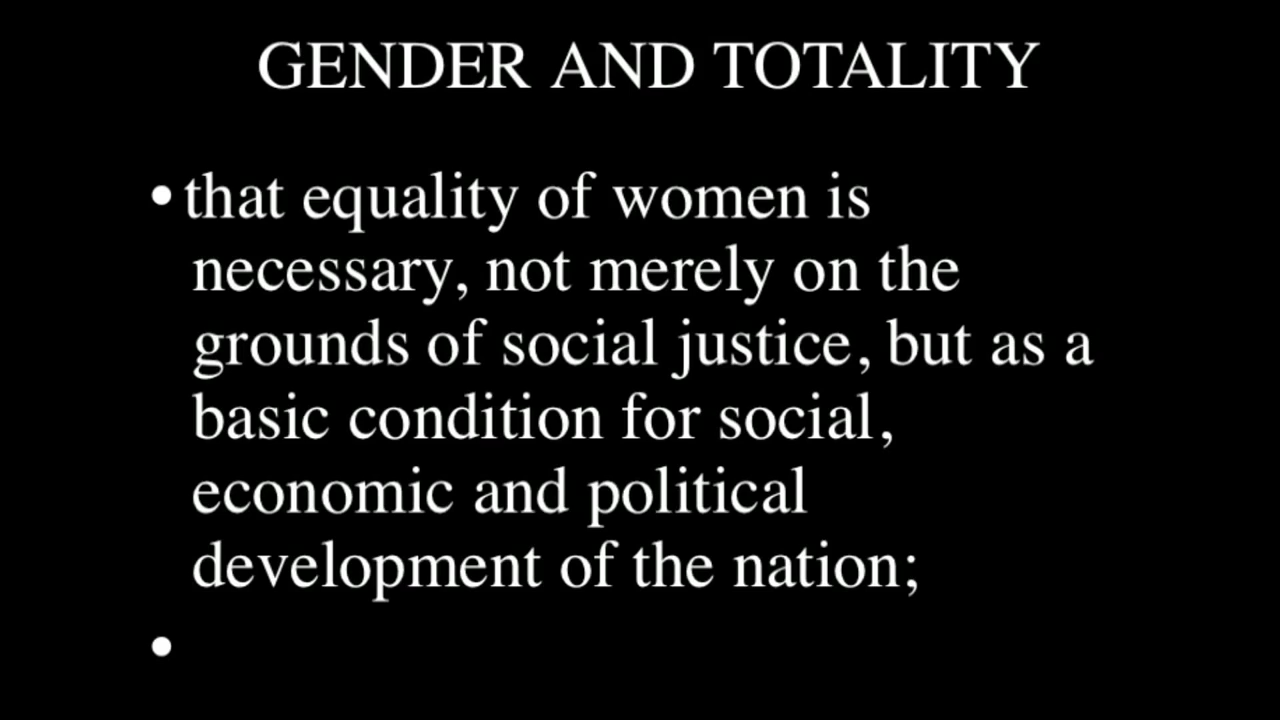 GENDER AND TOTALITY
• that equality of women is
necessary, not merely on the
grounds of social justice, but as a
basic condition for social,
economic and political
development of the nation;
•